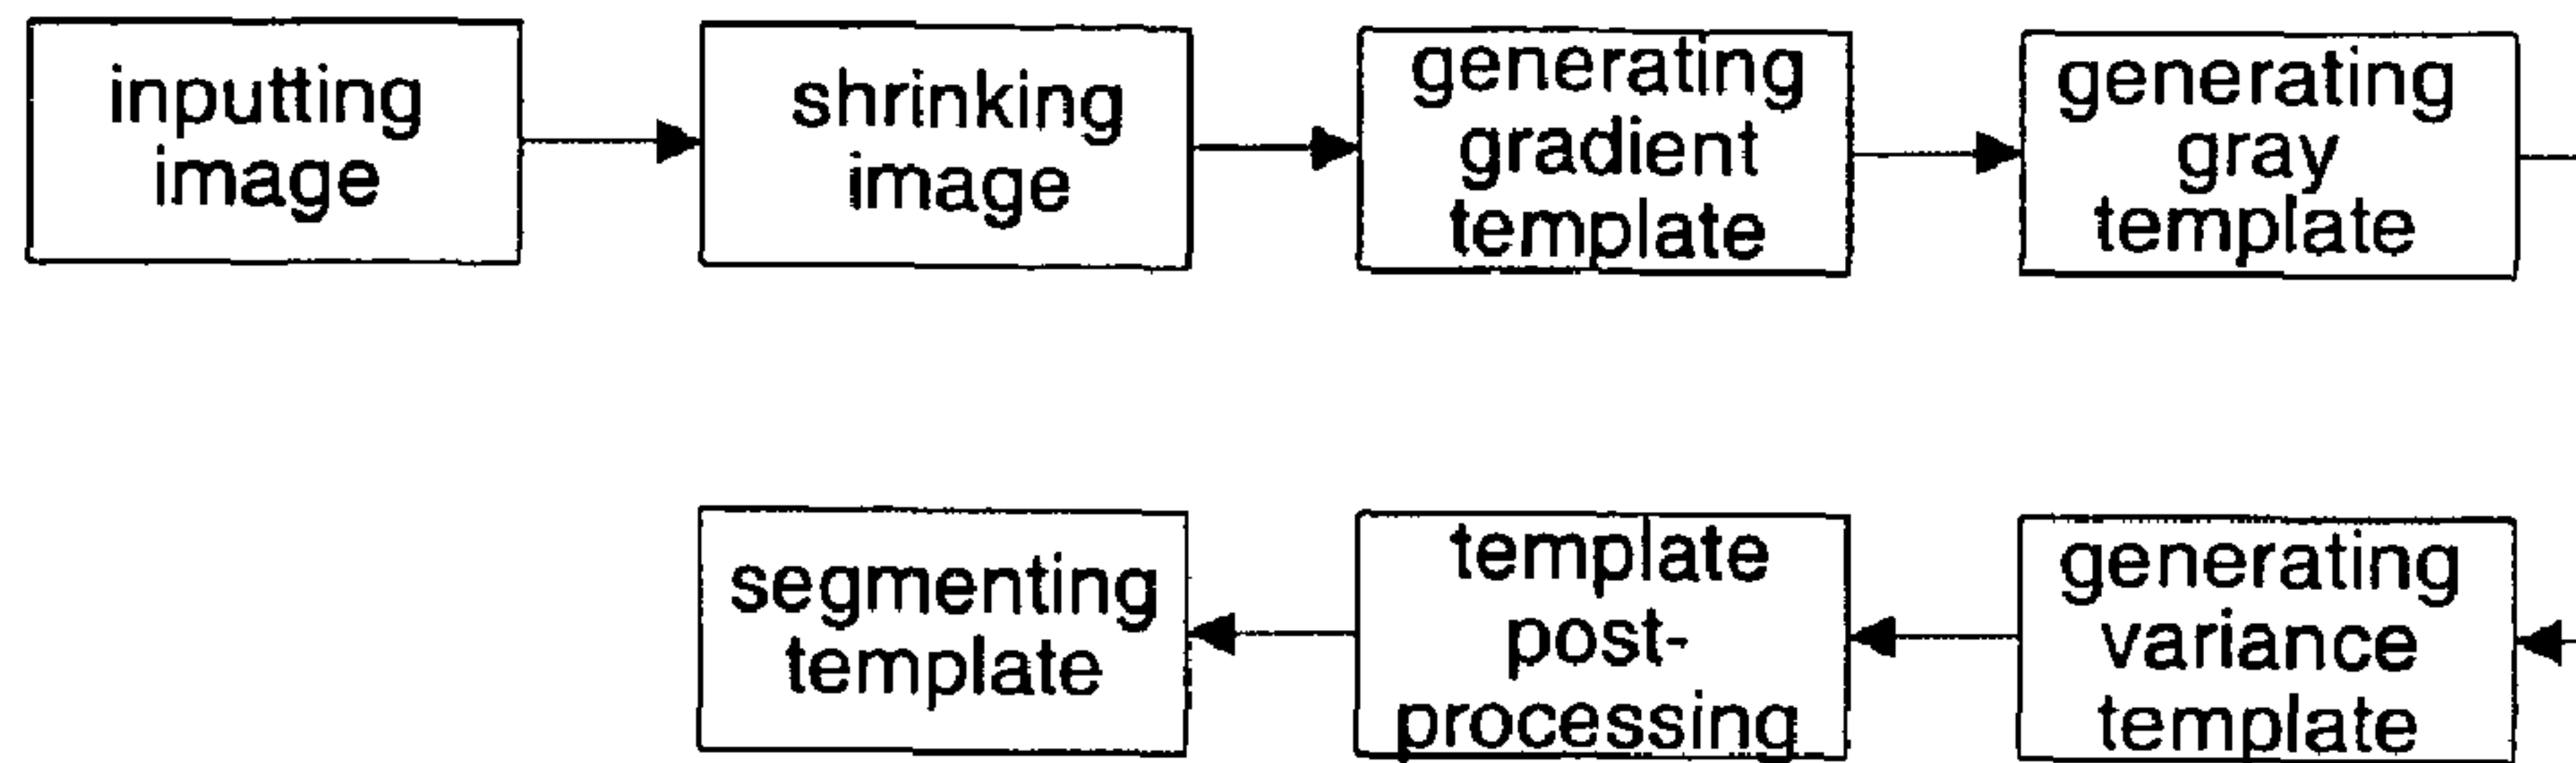 inputting
image
shrinking
image
generating
gradient
template
generating
gray
template
segmenting
template
template
post-
processing
generating
variance
template